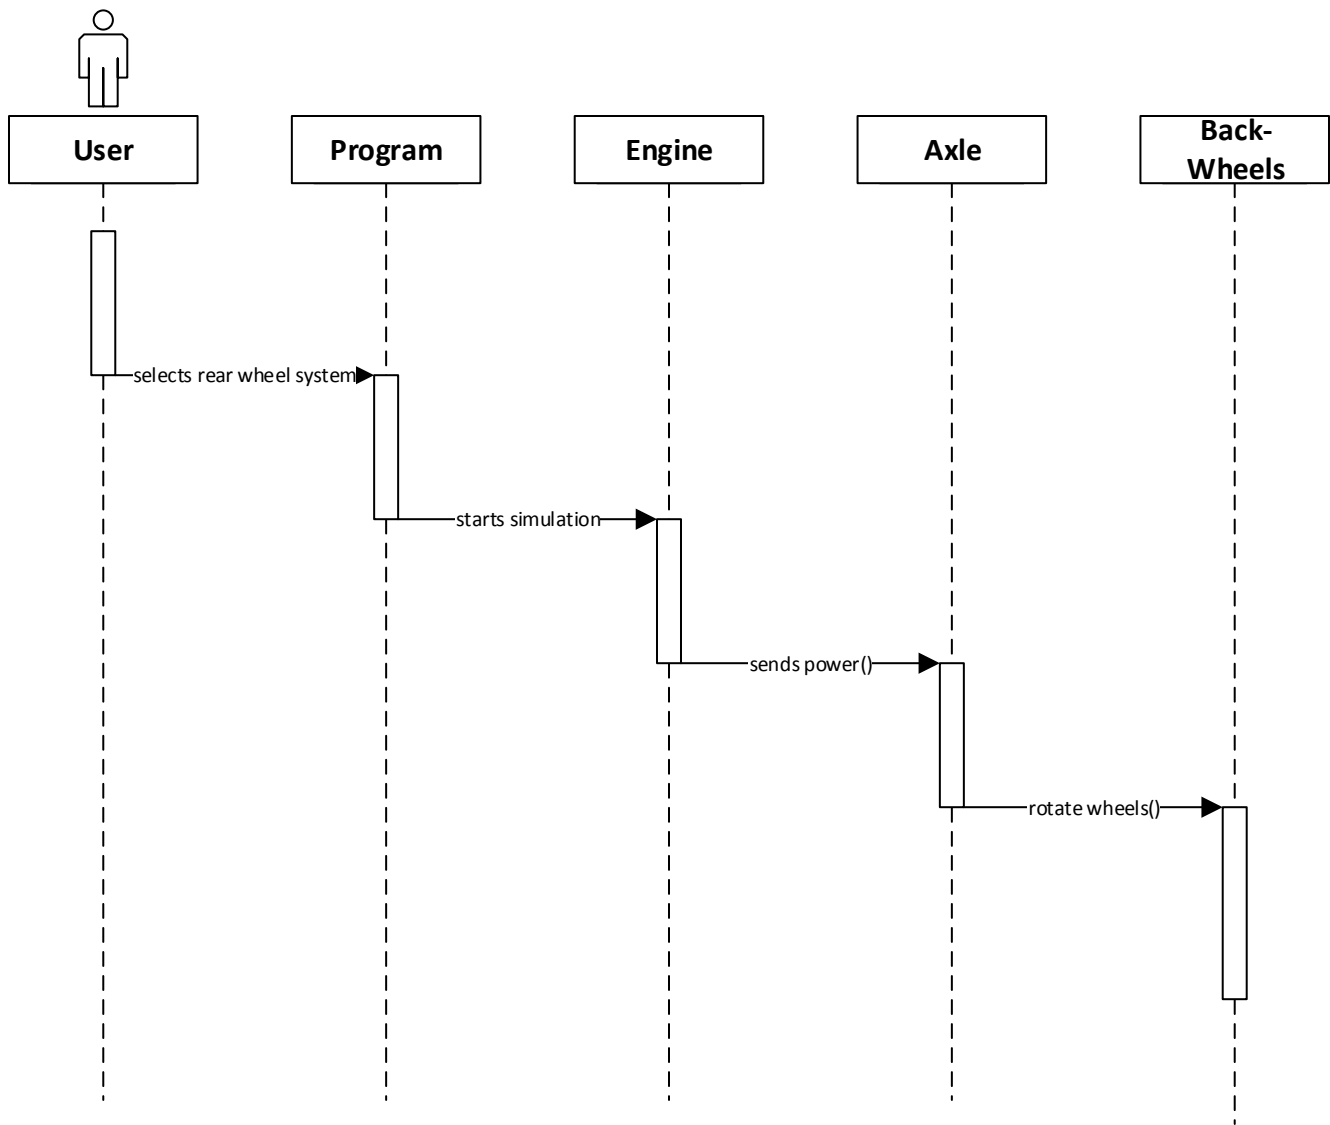 User
Program
Engine
Axle
Back-
Wheels
selects rear wheel system
starts simulation
sends power()
rotate wheels()